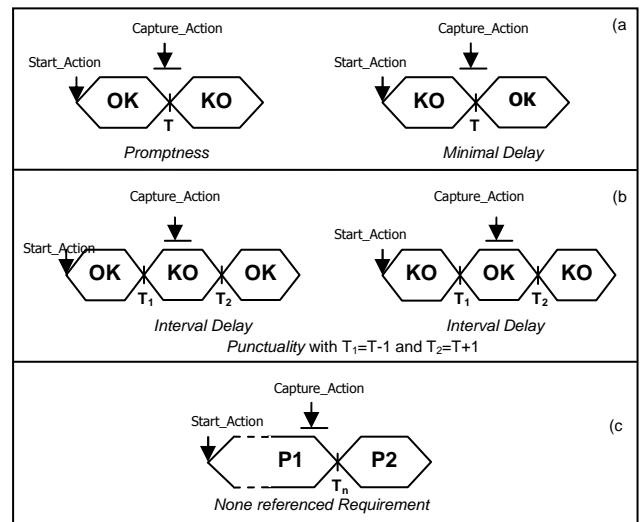 (a
Capture_Action Capture_Action
Start_Action Start_Action
OK KO KO OK
T T
Promptness Minimal Delay
(b
Capture_Action Capture_Action
Start_Action Start_Action
OK KO OK KO OK KO
T₁ T₂ T₁ T₂
Interval Delay Interval Delay
Punctuality with T₁=T-1 and T₂=T+1
Capture_Action
Start_Action (c
P1 P2
Tₙ
None referenced Requirement